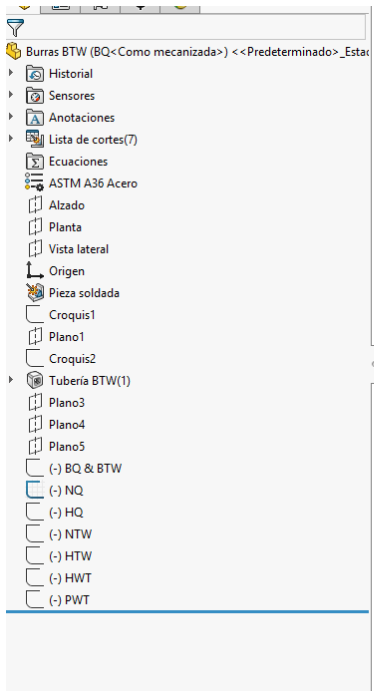 Burras BTW (BQ<Como mecanizada>) <<Predeterminado>_Estac
Historial
Sensores
A Anotaciones
Lista de cortes(7)
Σ Ecuaciones
ASTM A36 Acero
Alzado
Planta
Vista lateral
Origen
Pieza soldada
Croquis1
Plano1
Croquis2
Tubería BTW(1)
Plano3
Plano4
Plano5
(-) BQ & BTW
(-) NQ
(-) HQ
(-) NTW
(-) HTW
(-) HWT
(-) PWT